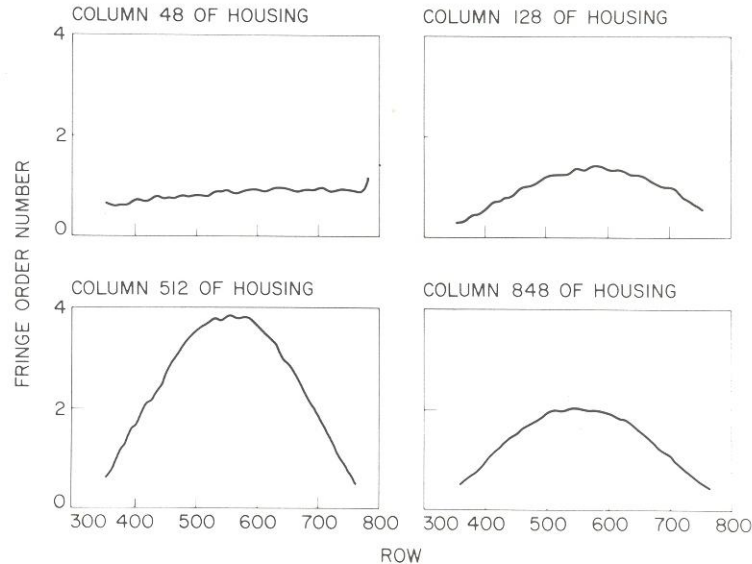 COLUMN 48 OF HOUSING
COLUMN 128 OF HOUSING
4
2
0
COLUMN 512 OF HOUSING
COLUMN 848 OF HOUSING
4
2
0
300 400 500 600 700 800
300 400 500 600 700 800
FRINGE ORDER NUMBER
ROW